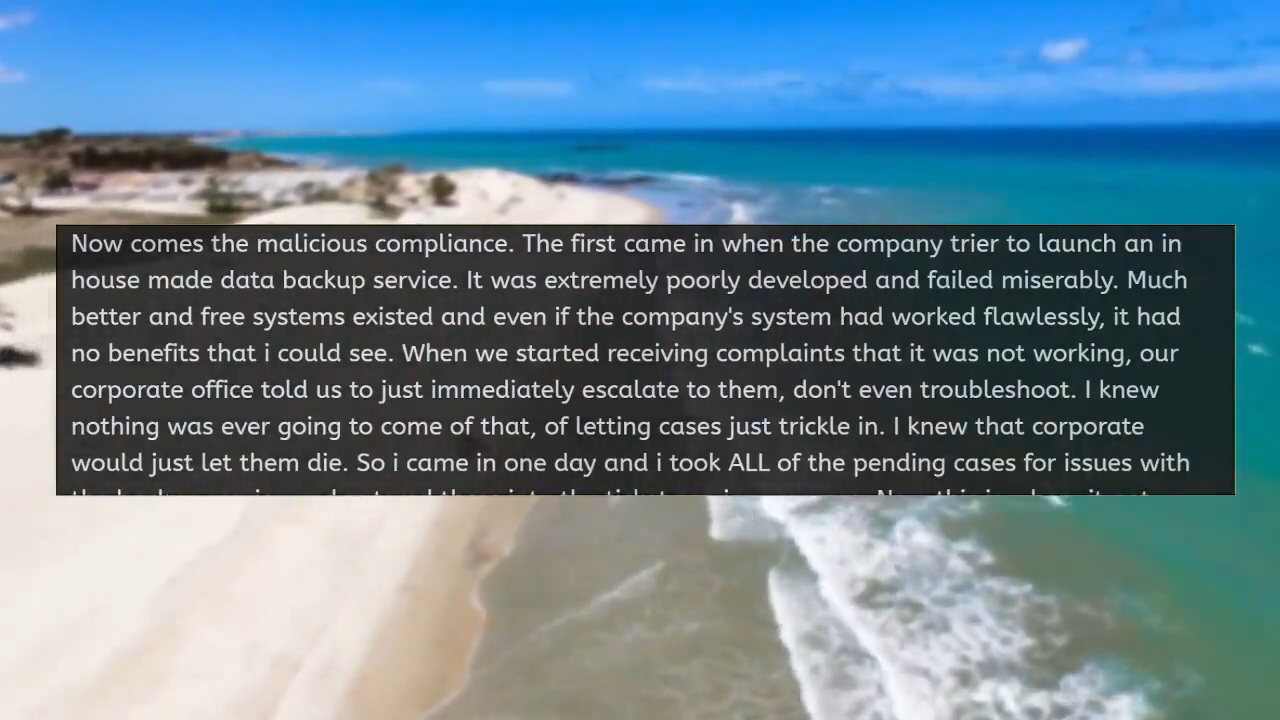 Now comes the malicious compliance. The first came in when the company trier to launch an in
house made data backup service. It was extremely poorly developed and failed miserably. Much
better and free systems existed and even if the company's system had worked flawlessly, it had
no benefits that i could see. When we started receiving complaints that it was not working, our
corporate office told us to just immediately escalate to them, don't even troubleshoot. I knew
nothing was ever going to come of that, of letting cases just trickle in. I knew that corporate
would just let them die. So i came in one day and i took ALL of the pending cases for issues with